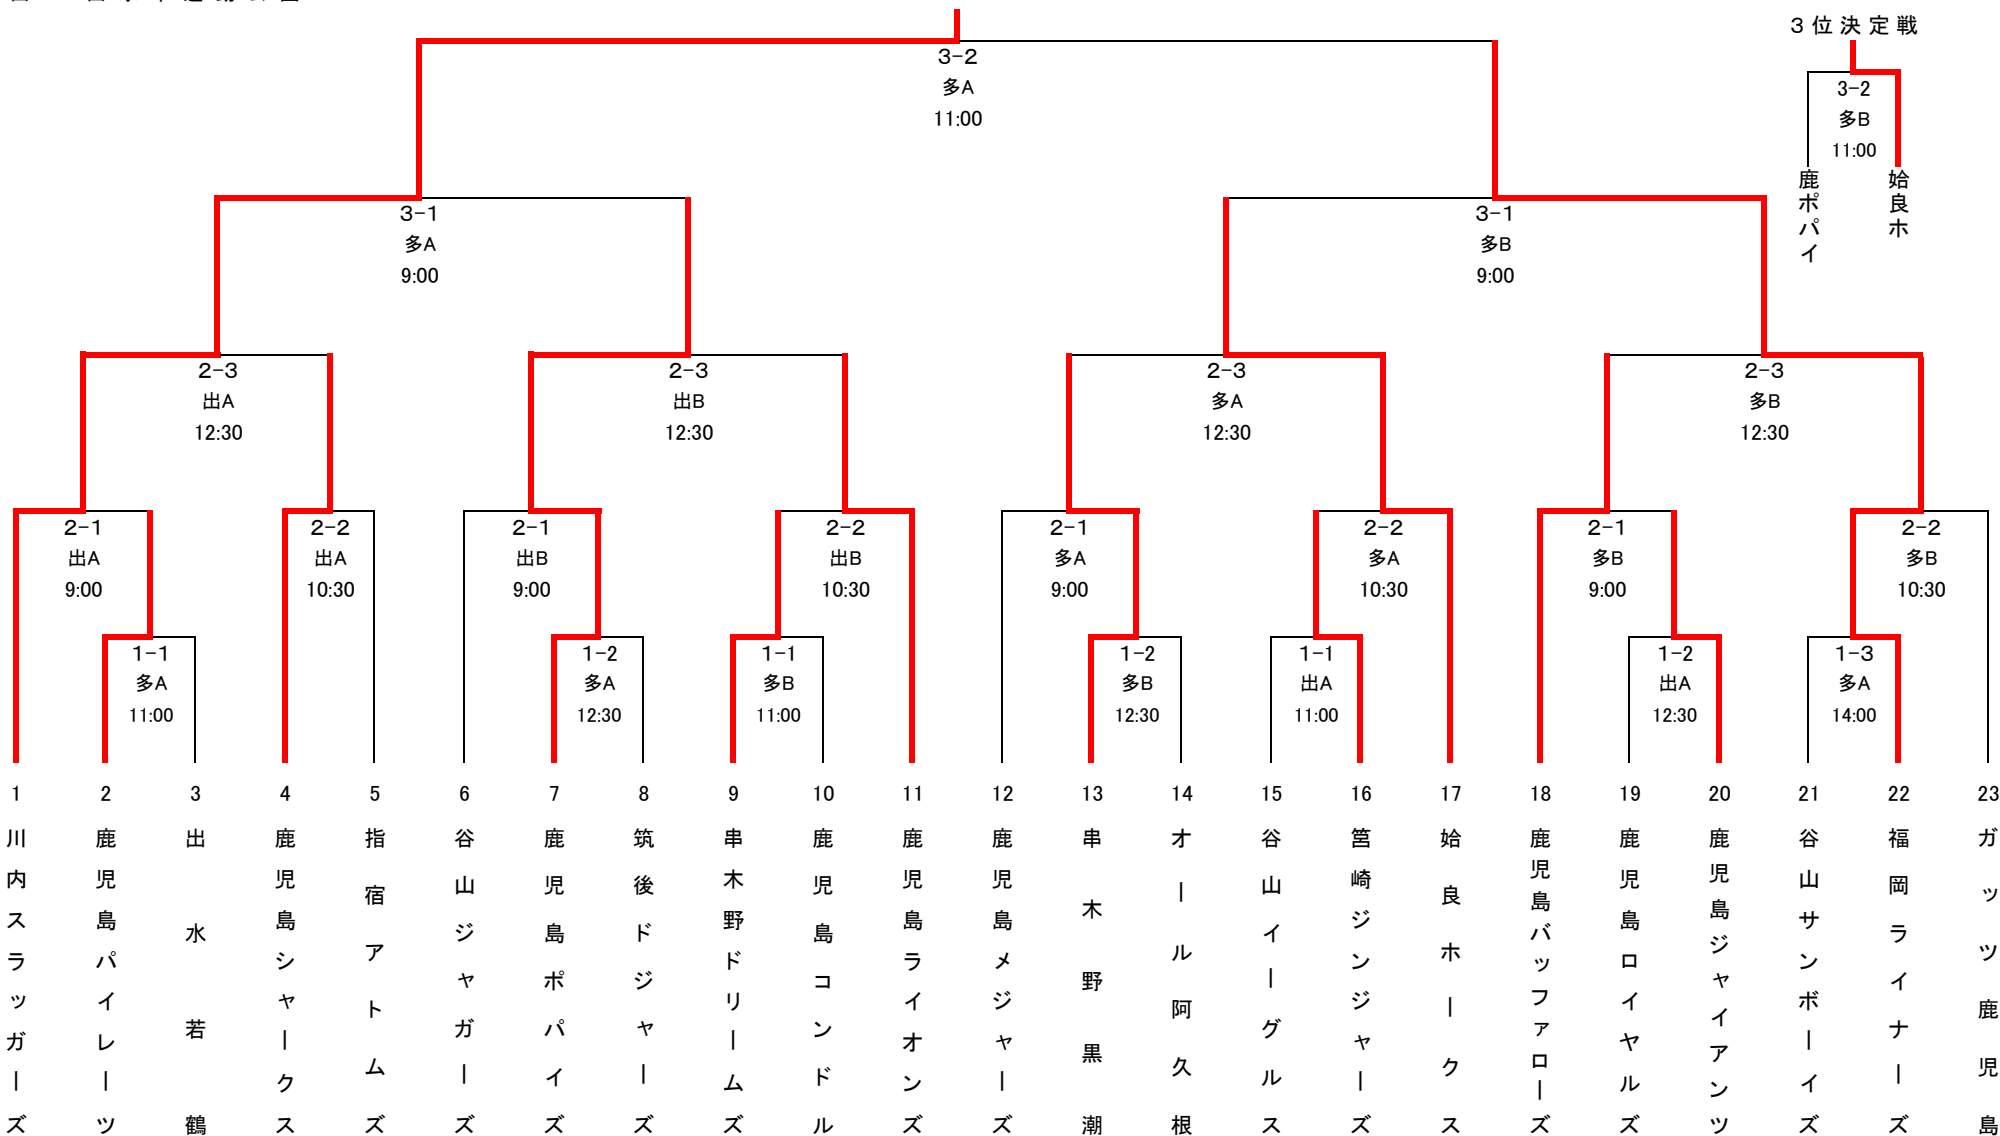 3位決定戦
3-2
多A
11:00
3-2
多B
11:00
鹿ポパイ
姶良ホ
3-1
多A
9:00
3-1
多B
9:00
2-3
出A
12:30
2-3
出B
12:30
2-3
多A
12:30
2-3
多B
12:30
2-1
出A
9:00
2-2
出A
10:30
2-1
出B
9:00
2-2
出B
10:30
2-1
多A
9:00
2-2
多A
10:30
2-1
多B
9:00
2-2
多B
10:30
1-1
多A
11:00
1-2
多A
12:30
1-1
多B
11:00
1-2
多B
12:30
1-1
出A
11:00
1-2
出A
12:30
1-3
多A
14:00
1 川内スラッガーズ
2 鹿児島パイレーツ
3 出水若鶴
4 鹿児島シャークス
5 指宿アトムズ
6 谷山ジャガーズ
7 鹿児島ポパイズ
8 筑後ドジャーズ
9 串木野ドリームズ
10 鹿児島コンドル
11 鹿児島ライオンズ
12 鹿児島メジャーズ
13 串木野黒潮
14 オール阿久根
15 谷山イーグルス
16 筥崎ジンジャーズ
17 姶良ホークス
18 鹿児島バッファローズ
19 鹿児島ロイヤルズ
20 鹿児島ジャイアンツ
21 谷山サンボーイズ
22 福岡ライナーズ
23 ガッツ鹿児島